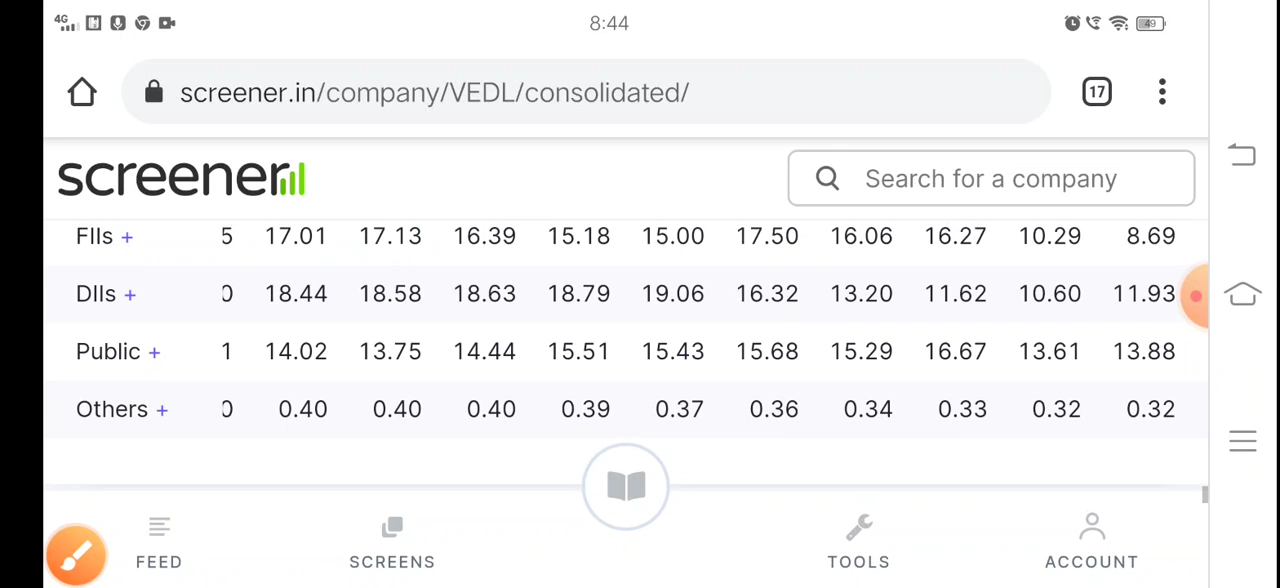 4G 8:44 49
screener.in/company/VEDL/consolidated/ 17
screener Search for a company
FIIs + 5 17.01 17.13 16.39 15.18 15.00 17.50 16.06 16.27 10.29 8.69
DIIs + 0 18.44 18.58 18.63 18.79 19.06 16.32 13.20 11.62 10.60 11.93
Public + 1 14.02 13.75 14.44 15.51 15.43 15.68 15.29 16.67 13.61 13.88
Others + 0 0.40 0.40 0.40 0.39 0.37 0.36 0.34 0.33 0.32 0.32
FEED SCREENS TOOLS ACCOUNT